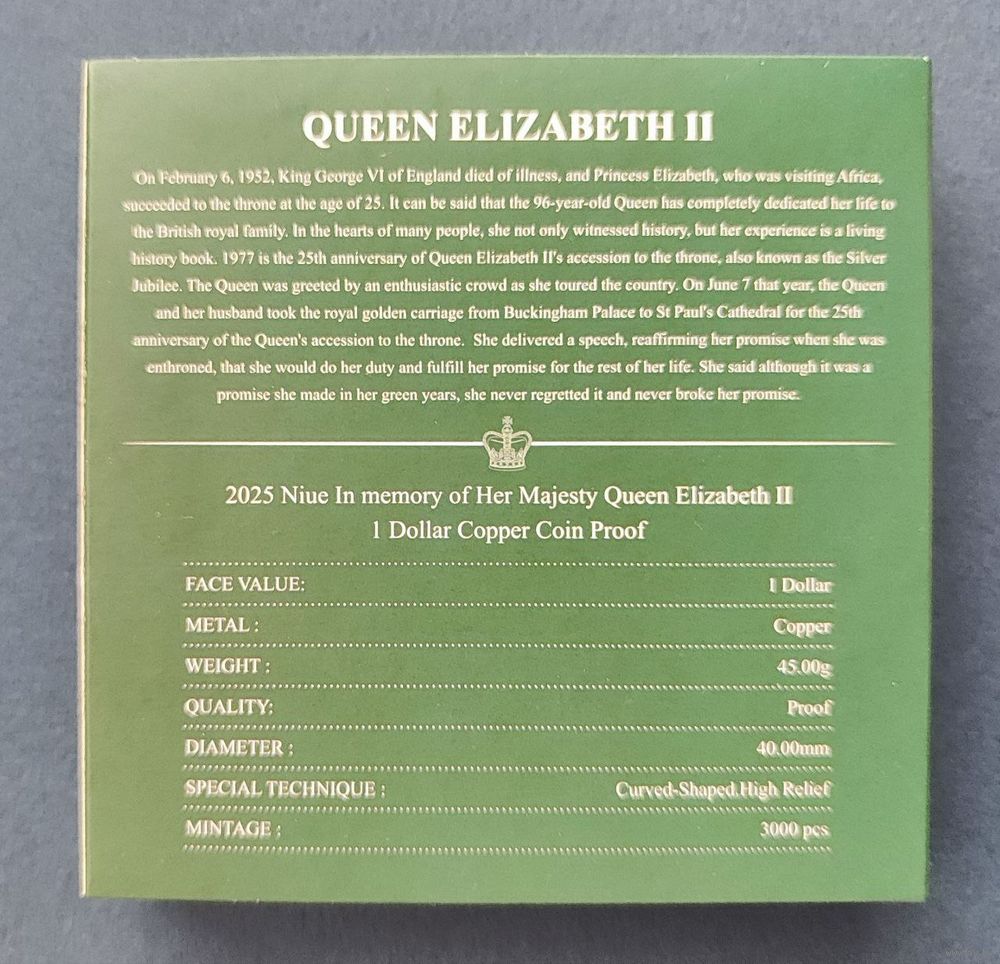 QUEEN ELIZABETH II
On February 6, 1952, King George VI of England died of illness, and Princess Elizabeth, who was visiting Africa,
succeeded to the throne at the age of 25. It can be said that the 96-year-old Queen has completely dedicated her life to
the British royal family. In the hearts of many people, she not only witnessed history, but her experience is a living
history book. 1977 is the 25th anniversary of Queen Elizabeth II's accession to the throne, also known as the Silver
Jubilee. The Queen was greeted by an enthusiastic crowd as she toured the country. On June 7 that year, the Queen
and her husband took the royal golden carriage from Buckingham Palace to St Paul's Cathedral for the 25th
anniversary of the Queen's accession to the throne. She delivered a speech, reaffirming her promise when she was
enthroned, that she would do her duty and fulfill her promise for the rest of her life. She said although it was a
promise she made in her green years, she never regretted it and never broke her promise.
2025 Niue In memory of Her Majesty Queen Elizabeth II
1 Dollar Copper Coin Proof
FACE VALUE: 1 Dollar
METAL : Copper
WEIGHT : 45.00g
QUALITY: Proof
DIAMETER : 40.00mm
SPECIAL TECHNIQUE : Curved-Shaped.High Relief
MINTAGE : 3000 pcs